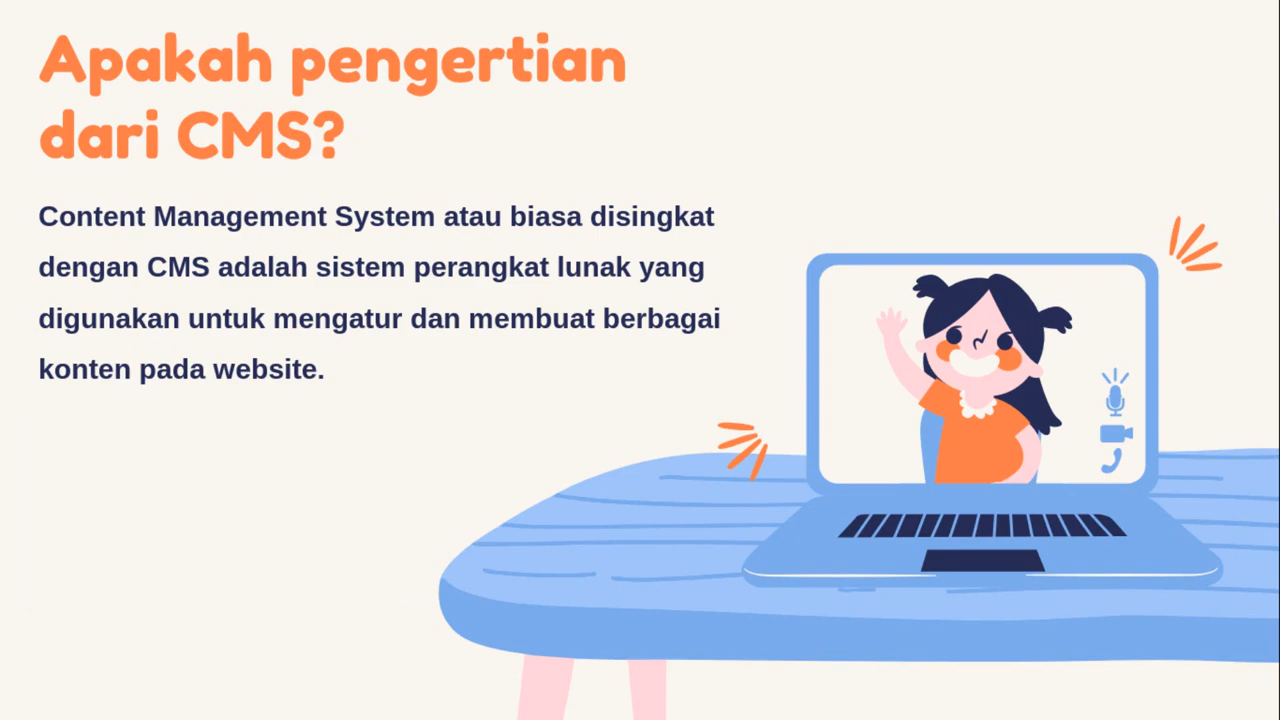 Apakah pengertian
dari CMS?
Content Management System atau biasa disingkat
dengan CMS adalah sistem perangkat lunak yang
digunakan untuk mengatur dan membuat berbagai
konten pada website.